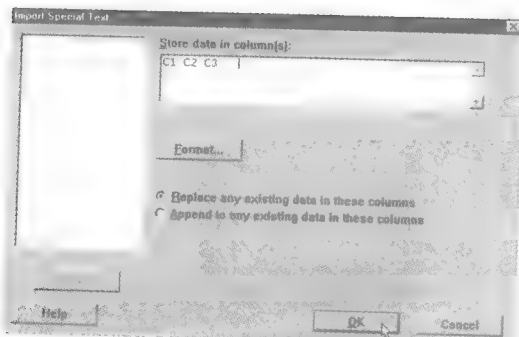 Import Special Text
Store data in column(s):
C1 C2 C3
Format...
Replace any existing data in these columns
Append to any existing data in these columns
Help
OK
Cancel